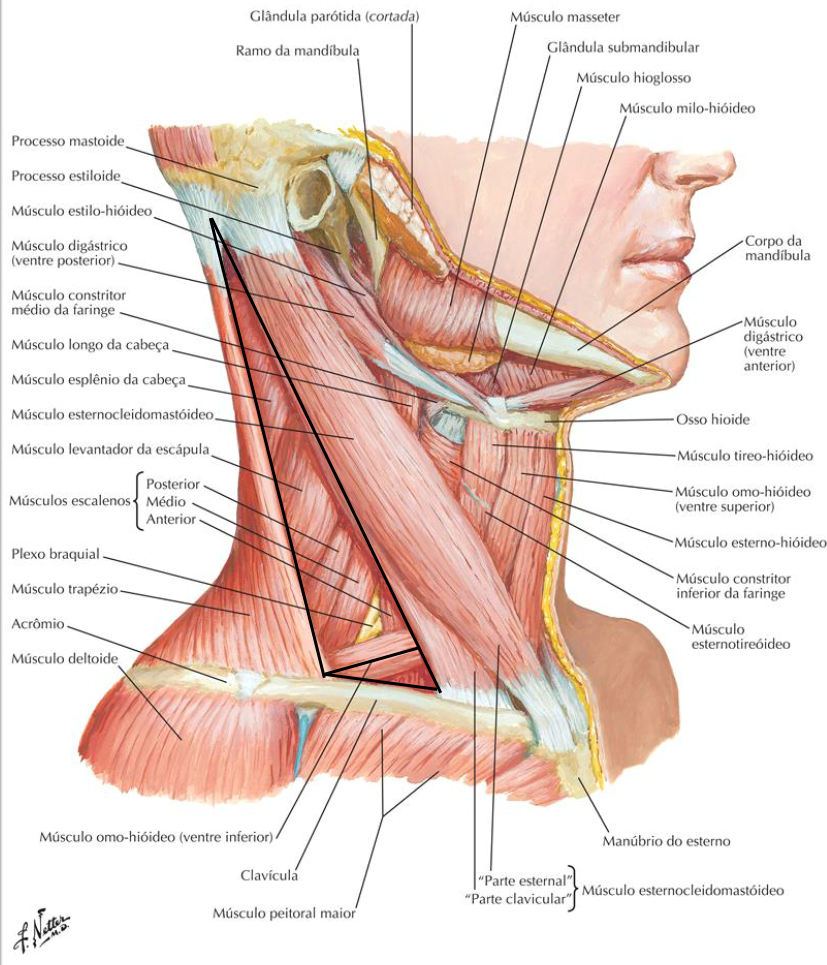 Glândula parótida (cortada)
Ramo da mandíbula
Músculo masseter
Glândula submandibular
Músculo hioglosso
Músculo milo-hióideo
Processo mastoide
Processo estiloide
Músculo estilo-hióideo
Músculo digástrico
(ventre posterior)
Músculo constritor
médio da faringe
Músculo longo da cabeça
Músculo esplênio da cabeça
Músculo esternocleidomastóideo
Músculo levantador da escápula
Músculos escalenos
Posterior
Médio
Anterior
Plexo braquial
Músculo trapézio
Acrômio
Músculo deltoide
Corpo da
mandíbula
Músculo
digástrico
(ventre
anterior)
Osso hioide
Músculo tireo-hióideo
Músculo omo-hióideo
(ventre superior)
Músculo esterno-hióideo
Músculo constritor
inferior da faringe
Músculo
esternotireóideo
Músculo omo-hióideo (ventre inferior)
Clavícula
Músculo peitoral maior
Manúbrio do esterno
“Parte esternal”
“Parte clavicular”
Músculo esternocleidomastóideo
F. Netter
M.D.